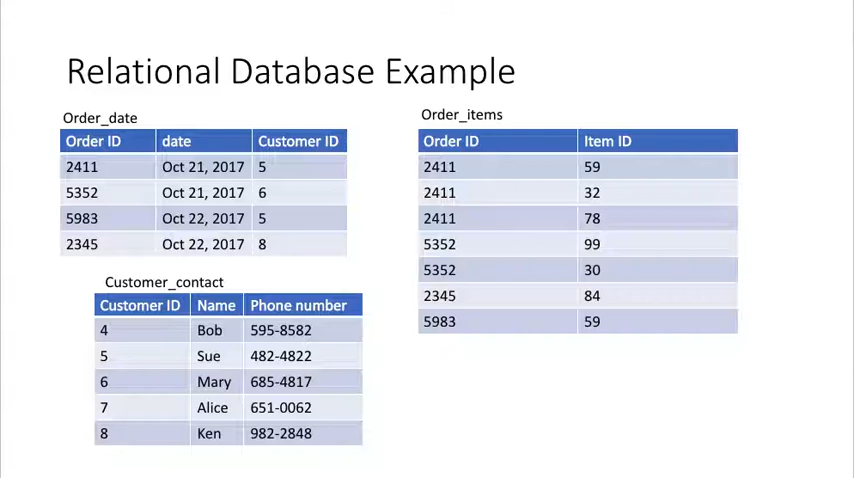 Relational Database Example
Order_date
Order ID date Customer ID
2411 Oct 21, 2017 5
5352 Oct 21, 2017 6
5983 Oct 22, 2017 5
2345 Oct 22, 2017 8
Customer_contact
Customer ID Name Phone number
4 Bob 595-8582
5 Sue 482-4822
6 Mary 685-4817
7 Alice 651-0062
8 Ken 982-2848
Order_items
Order ID Item ID
2411 59
2411 32
2411 78
5352 99
5352 30
2345 84
5983 59